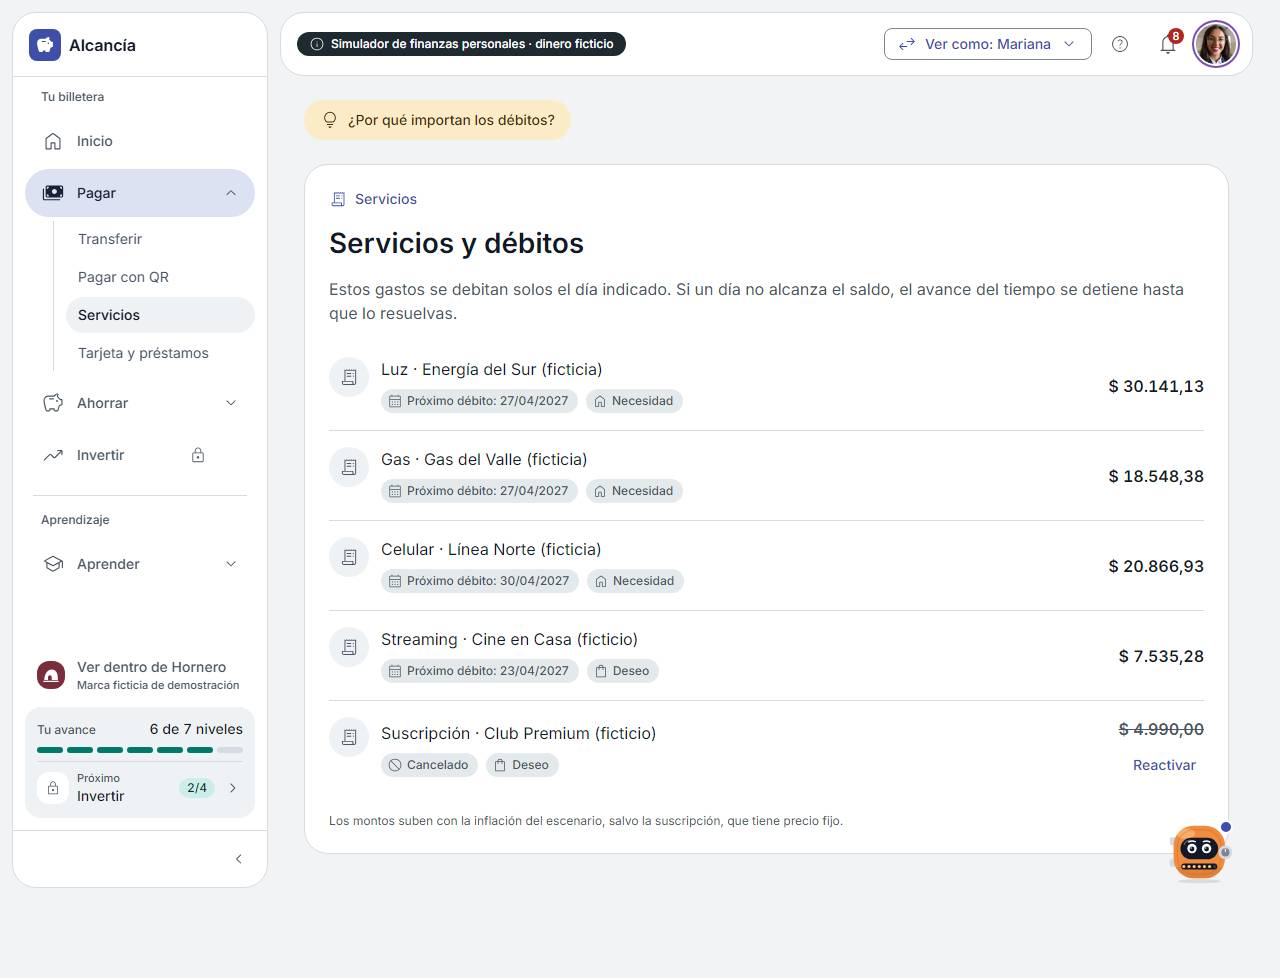 Alcancía
Simulador de finanzas personales · dinero ficticio
Ver como: Mariana
8
Tu billetera
Inicio
Pagar
Transferir
Pagar con QR
Servicios
Tarjeta y préstamos
Ahorrar
Invertir
Aprendizaje
Aprender
Ver dentro de Hornero
Marca ficticia de demostración
Tu avance
6 de 7 niveles
Próximo
Invertir
2/4
¿Por qué importan los débitos?
Servicios
Servicios y débitos
Estos gastos se debitan solos el día indicado. Si un día no alcanza el saldo, el avance del tiempo se detiene hasta
que lo resuelvas.
Luz · Energía del Sur (ficticia)
Próximo débito: 27/04/2027
Necesidad
$ 30.141,13
Gas · Gas del Valle (ficticia)
Próximo débito: 27/04/2027
Necesidad
$ 18.548,38
Celular · Línea Norte (ficticia)
Próximo débito: 30/04/2027
Necesidad
$ 20.866,93
Streaming · Cine en Casa (ficticio)
Próximo débito: 23/04/2027
Deseo
$ 7.535,28
Suscripción · Club Premium (ficticio)
Cancelado
Deseo
$ 4.990,00
Reactivar
Los montos suben con la inflación del escenario, salvo la suscripción, que tiene precio fijo.